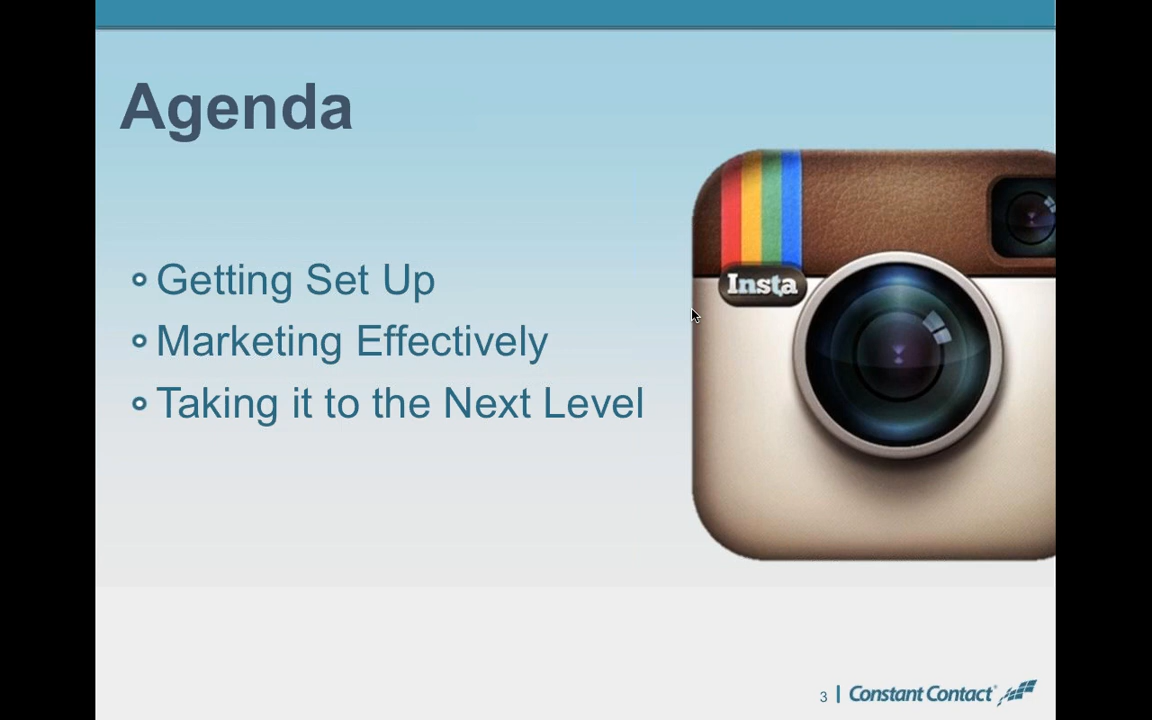 Agenda
Getting Set Up
Marketing Effectively
Taking it to the Next Level
Insta
3 | Constant Contact®